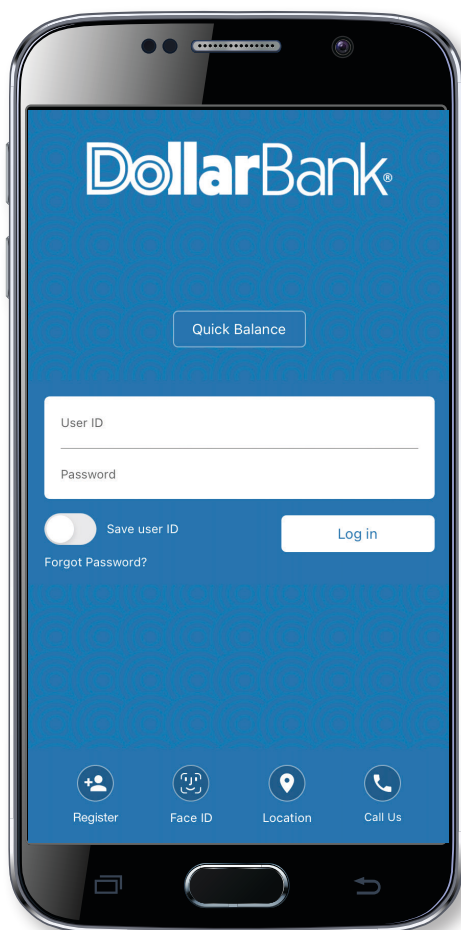 DollarBank®
Quick Balance
User ID
Password
Save user ID
Log in
Forgot Password?
Register
Face ID
Location
Call Us